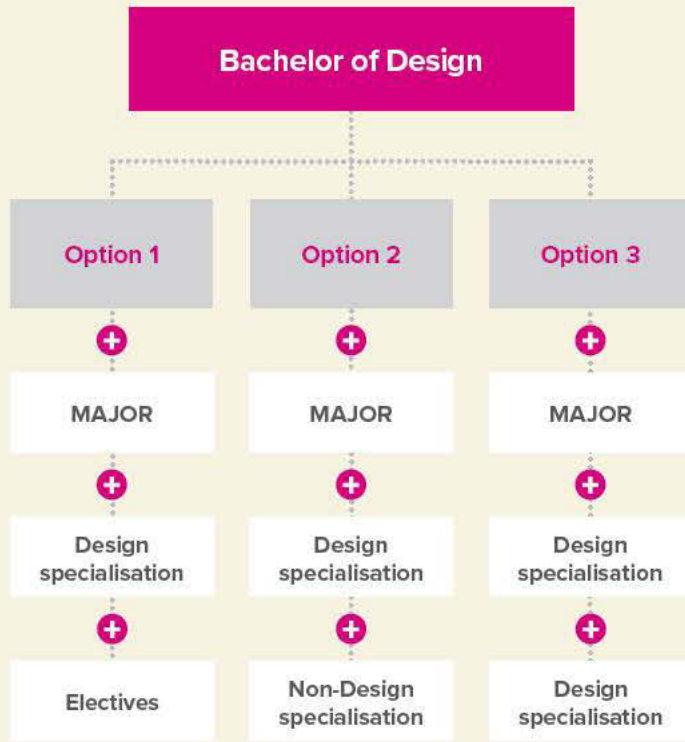 Bachelor of Design
Option 1
Option 2
Option 3
MAJOR
MAJOR
MAJOR
Design
specialisation
Design
specialisation
Design
specialisation
Electives
Non-Design
specialisation
Design
specialisation